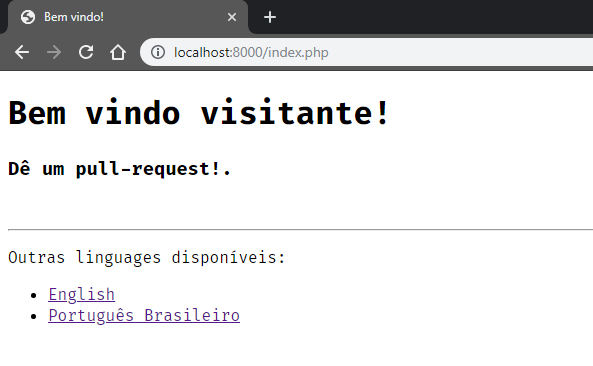 Bem vindo!
localhost:8000/index.php
Bem vindo visitante!
Dê um pull-request!.
Outras linguages disponíveis:
English
Português Brasileiro